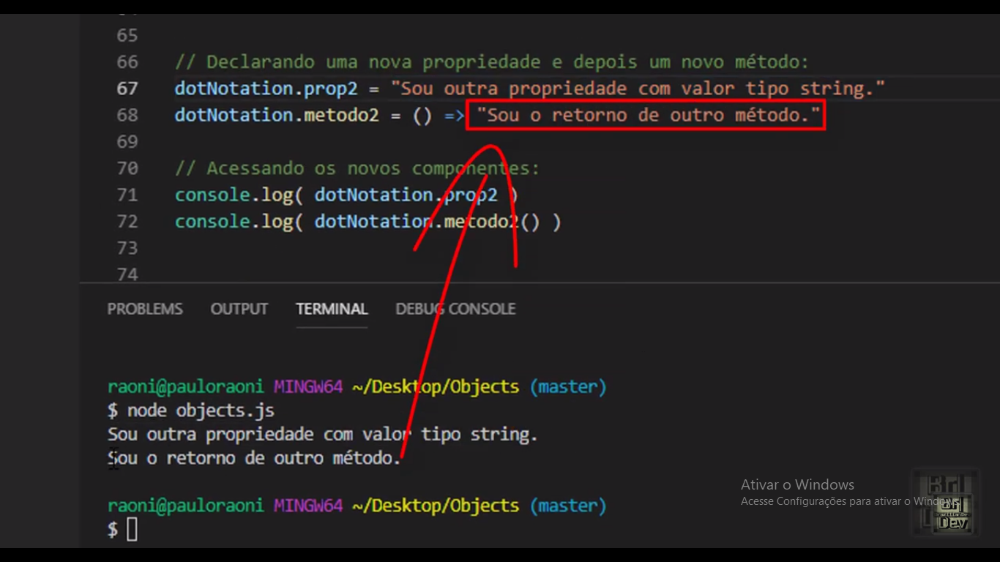 65
66 // Declarando uma nova propriedade e depois um novo método:
67 dotNotation.prop2 = "Sou outra propriedade com valor tipo string."
68 dotNotation.metodo2 = () => "Sou o retorno de outro método."
69
70 // Acessando os novos componentes:
71 console.log( dotNotation.prop2 )
72 console.log( dotNotation.metodo2() )
73
74
PROBLEMS OUTPUT TERMINAL DEBUG CONSOLE
raoni@pauloraoni MINGW64 ~/Desktop/Objects (master)
$ node objects.js
Sou outra propriedade com valor tipo string.
Sou o retorno de outro método.
raoni@pauloraoni MINGW64 ~/Desktop/Objects (master)
$
Ativar o Windows
Acesse Configurações para ativar o Windows.
Brl
Dev